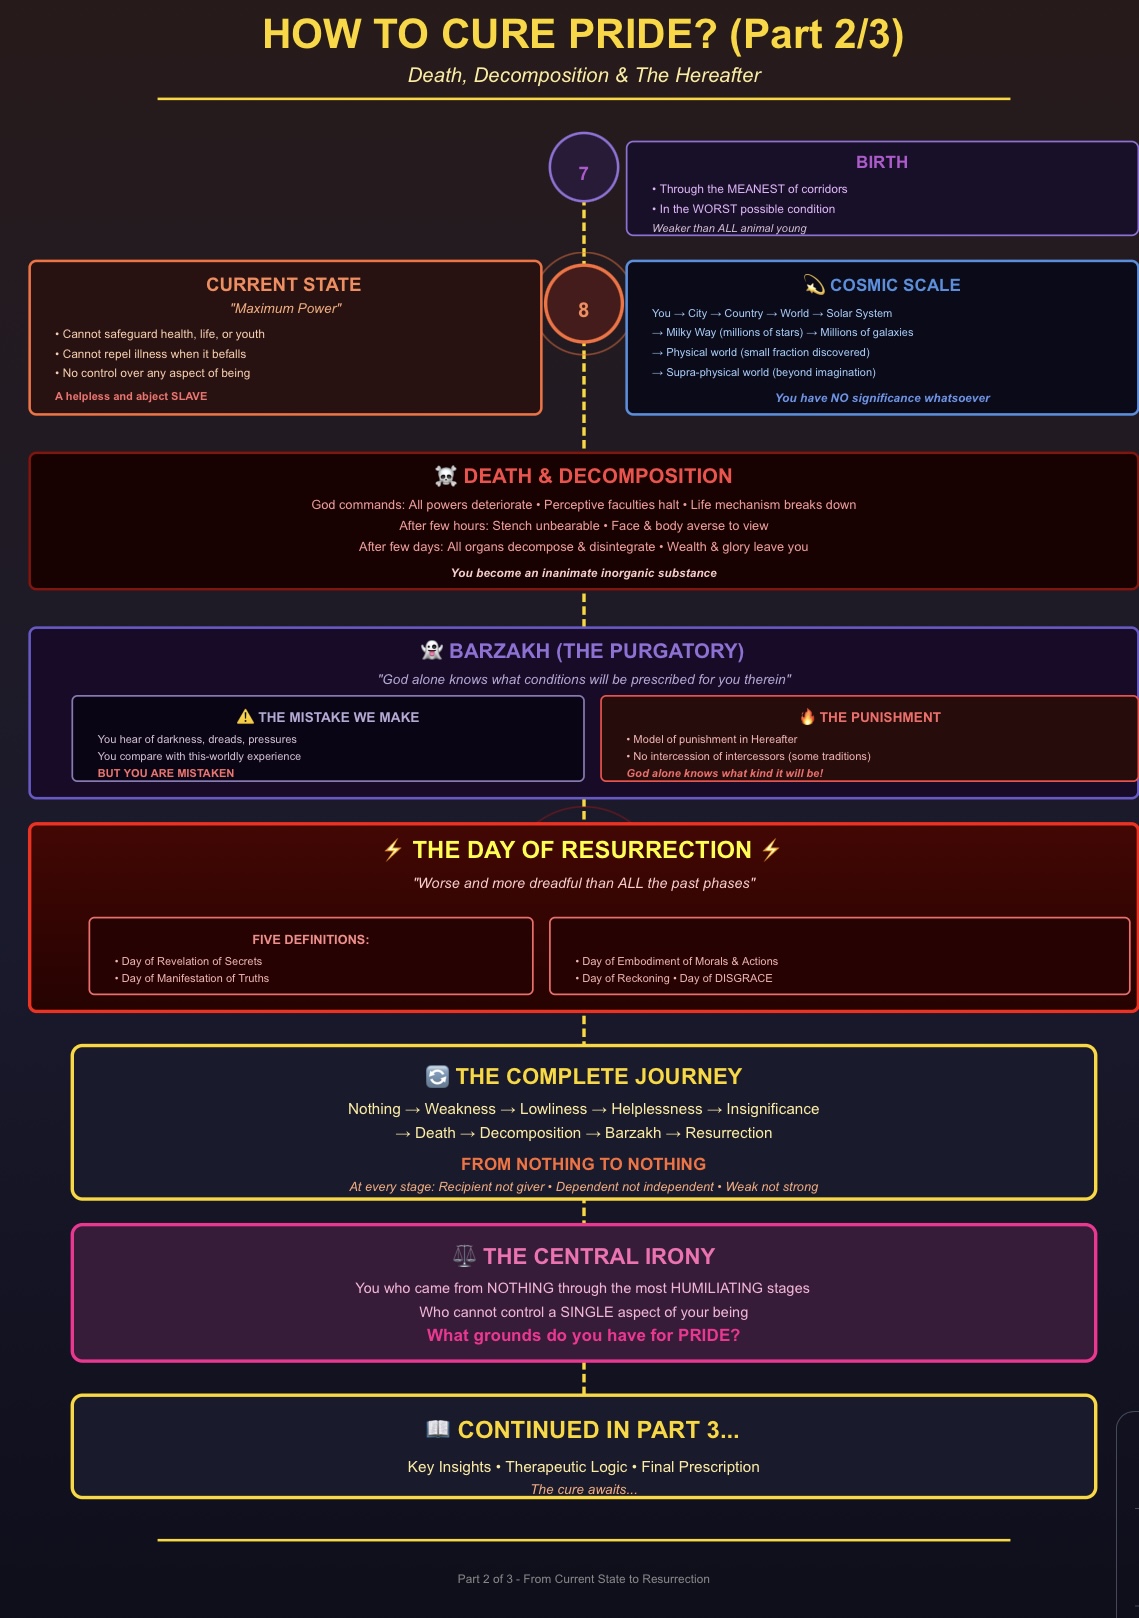 HOW TO CURE PRIDE? (Part 2/3)
Death, Decomposition & The Hereafter
7
BIRTH
• Through the MEANEST of corridors
• In the WORST possible condition
Weaker than ALL animal young
CURRENT STATE
"Maximum Power"
• Cannot safeguard health, life, or youth
• Cannot repel illness when it befalls
• No control over any aspect of being
A helpless and abject SLAVE
8
💫 COSMIC SCALE
You → City → Country → World → Solar System
→ Milky Way (millions of stars) → Millions of galaxies
→ Physical world (small fraction discovered)
→ Supra-physical world (beyond imagination)
You have NO significance whatsoever
☠️ DEATH & DECOMPOSITION
God commands: All powers deteriorate • Perceptive faculties halt • Life mechanism breaks down
After few hours: Stench unbearable • Face & body averse to view
After few days: All organs decompose & disintegrate • Wealth & glory leave you
You become an inanimate inorganic substance
👻 BARZAKH (THE PURGATORY)
"God alone knows what conditions will be prescribed for you therein"
⚠️ THE MISTAKE WE MAKE
You hear of darkness, dreads, pressures
You compare with this-worldly experience
BUT YOU ARE MISTAKEN
🔥 THE PUNISHMENT
• Model of punishment in Hereafter
• No intercession of intercessors (some traditions)
God alone knows what kind it will be!
⚡ THE DAY OF RESURRECTION ⚡
"Worse and more dreadful than ALL the past phases"
FIVE DEFINITIONS:
• Day of Revelation of Secrets
• Day of Manifestation of Truths
• Day of Embodiment of Morals & Actions
• Day of Reckoning • Day of DISGRACE
🔄 THE COMPLETE JOURNEY
Nothing → Weakness → Lowliness → Helplessness → Insignificance
→ Death → Decomposition → Barzakh → Resurrection
FROM NOTHING TO NOTHING
At every stage: Recipient not giver • Dependent not independent • Weak not strong
⚖️ THE CENTRAL IRONY
You who came from NOTHING through the most HUMILIATING stages
Who cannot control a SINGLE aspect of your being
What grounds do you have for PRIDE?
📖 CONTINUED IN PART 3...
Key Insights • Therapeutic Logic • Final Prescription
The cure awaits...
Part 2 of 3 - From Current State to Resurrection